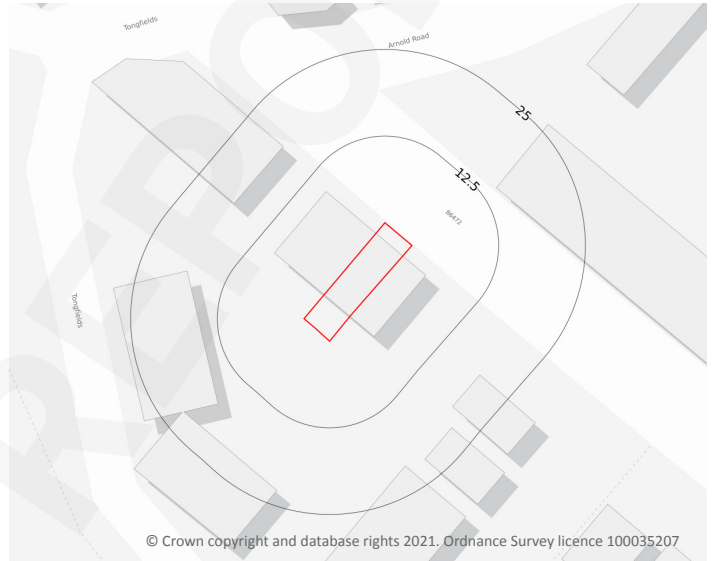 Tongfields
Arnold Road
25
12.5
B6472
Tongfields
© Crown copyright and database rights 2021. Ordnance Survey licence 100035207